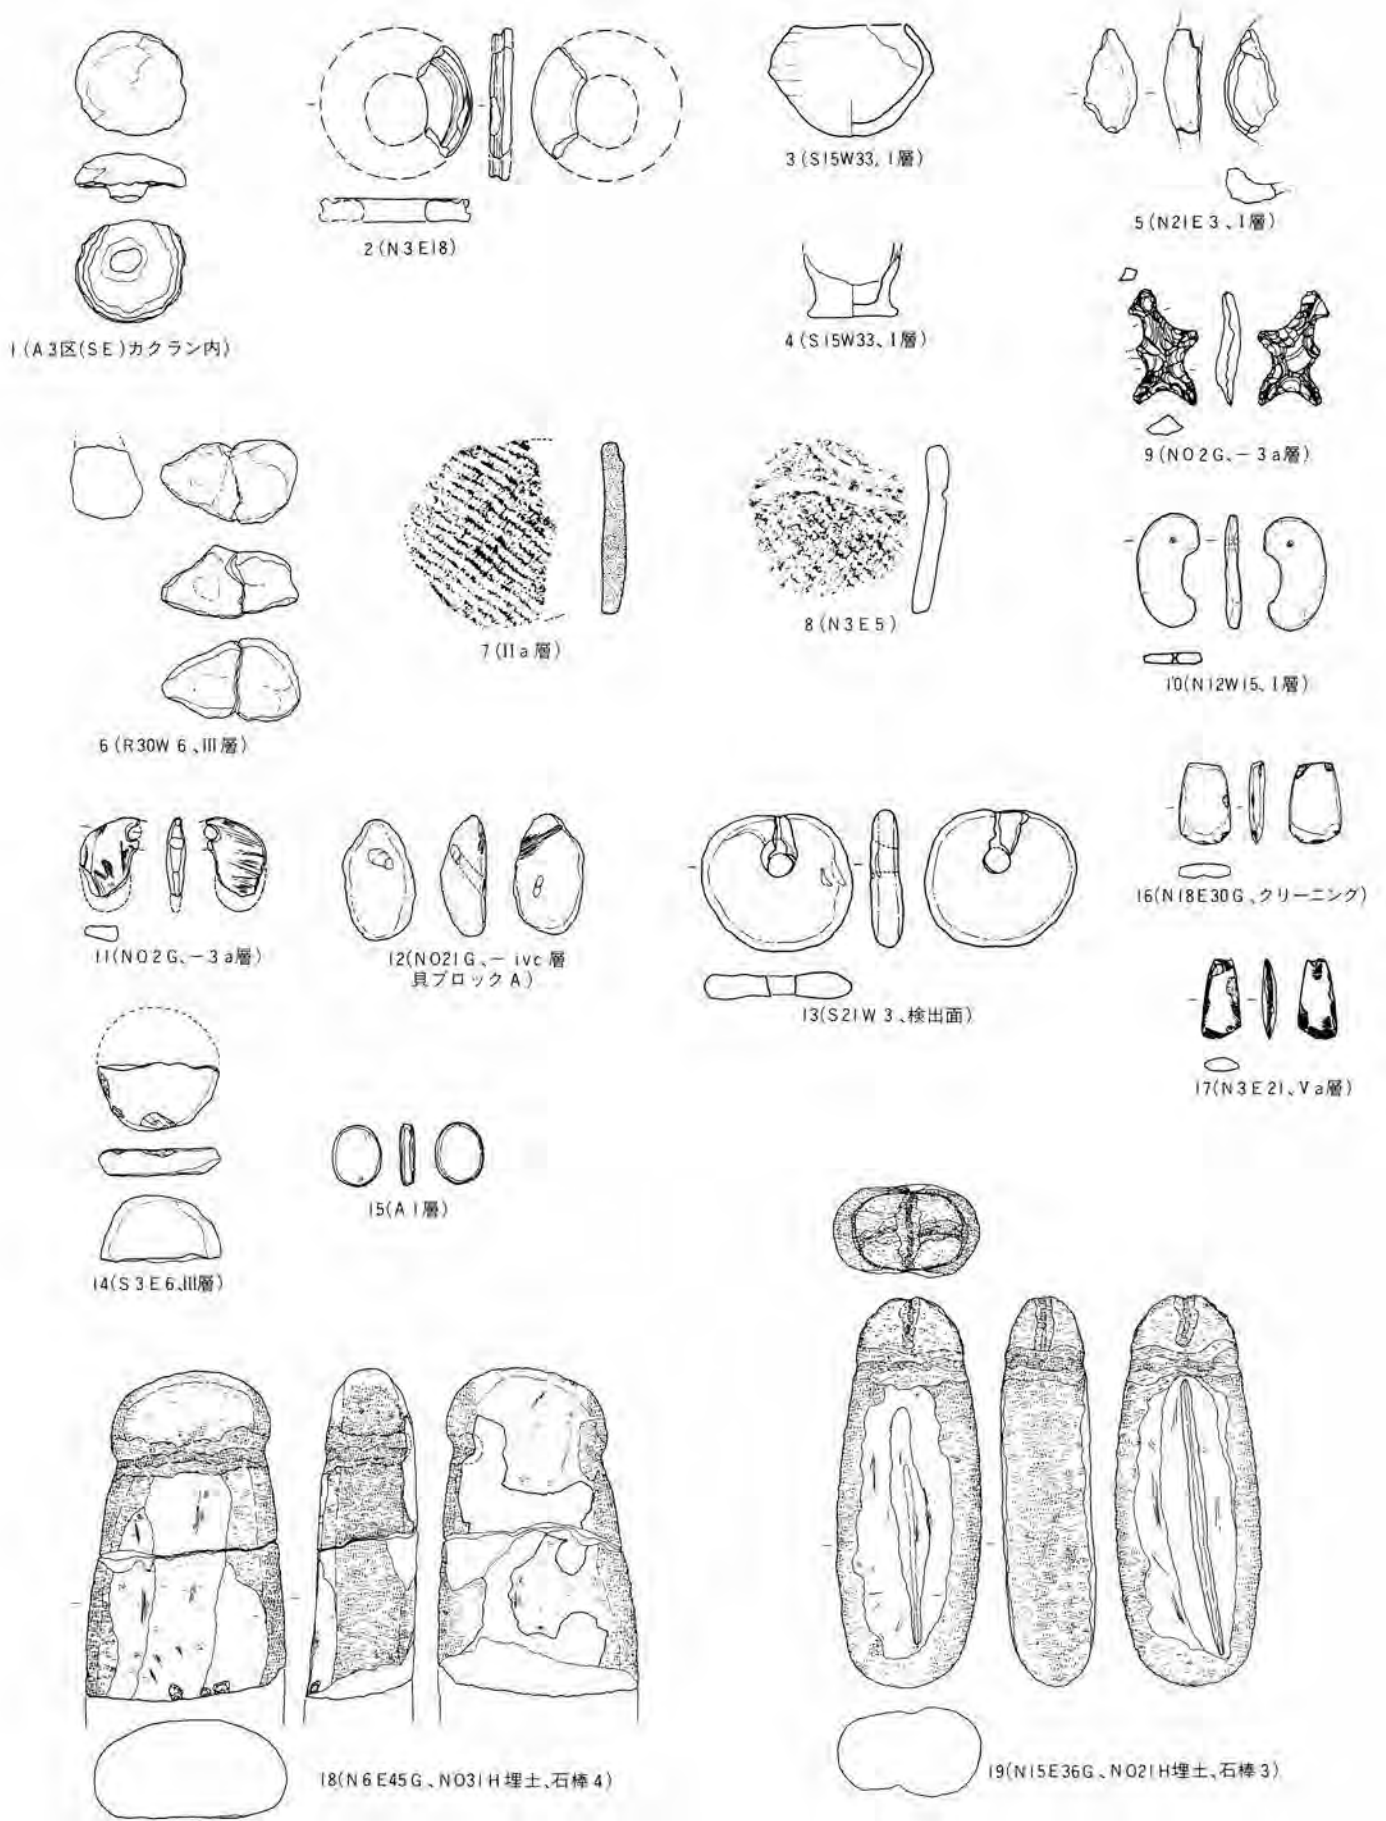 1(A3区(SE)カクラン内)
2(N3E18)
3(S15W33、I層)
4(S15W33、I層)
5(N21E3、I層)
6(R30W6、III層)
7(IIa層)
8(N3E5)
9(NO2G、−3a層)
10(N12W15、I層)
11(NO2G、−3a層)
12(NO21G、−ivc層
貝ブロックA)
13(S21W3、検出面)
14(S3E6、III層)
15(A1層)
16(N18E30G、クリーニング)
17(N3E21、Va層)
18(N6E45G、NO31H埋土、石棒4)
19(N15E36G、NO21H埋土、石棒3)